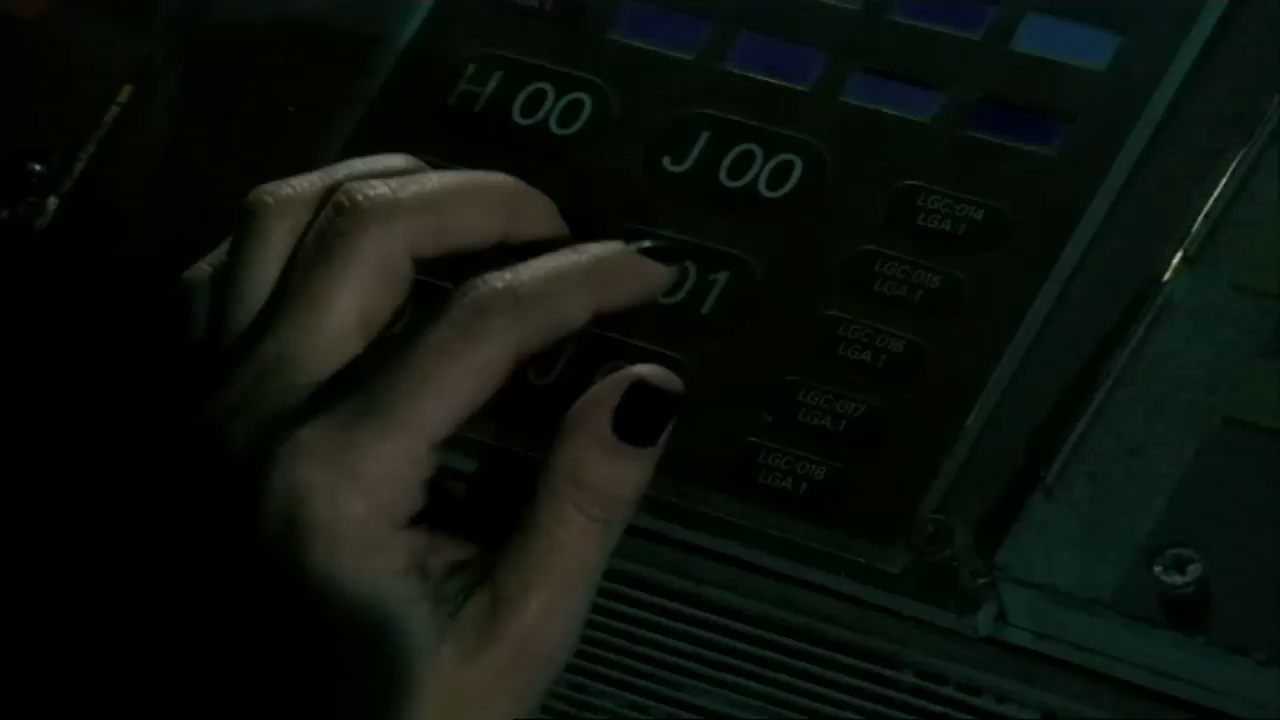 H 00
J 00
01
J
LGC:014
LGA.1
LGC:015
LGA.1
LGC:016
LGA.1
LGC:017
LGA.1
LGC:018
LGA.1